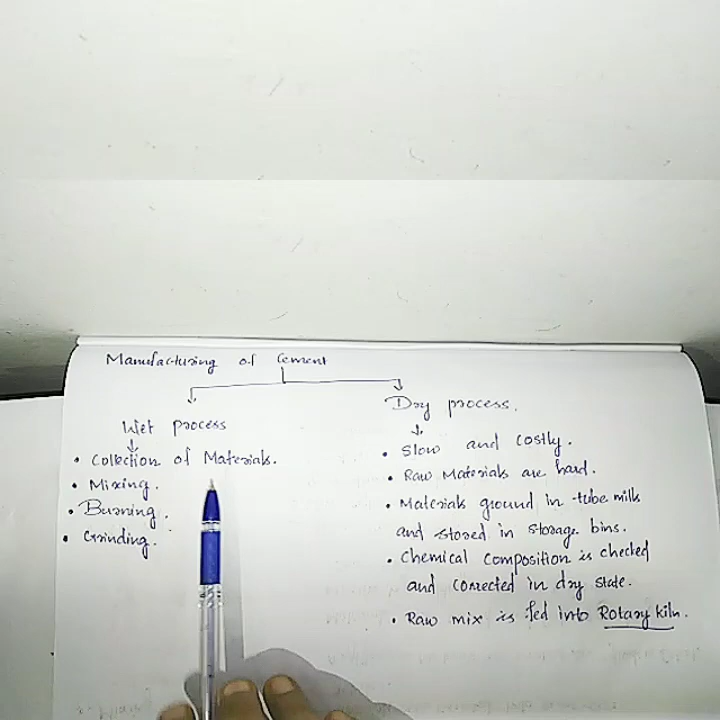 Manufacturing of Cement
Wet process
• Collection of Materials.
• Mixing.
• Burning.
• Grinding.
Dry process.
• Slow and costly.
• Raw Materials are hard.
• Materials ground in tube mills
and stored in storage bins.
• Chemical composition is checked
and corrected in dry state.
• Raw mix is fed into Rotary kiln.